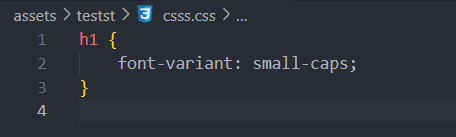 assets > testst > csss.css > ...
1 h1 {
2     font-variant: small-caps;
3 }
4